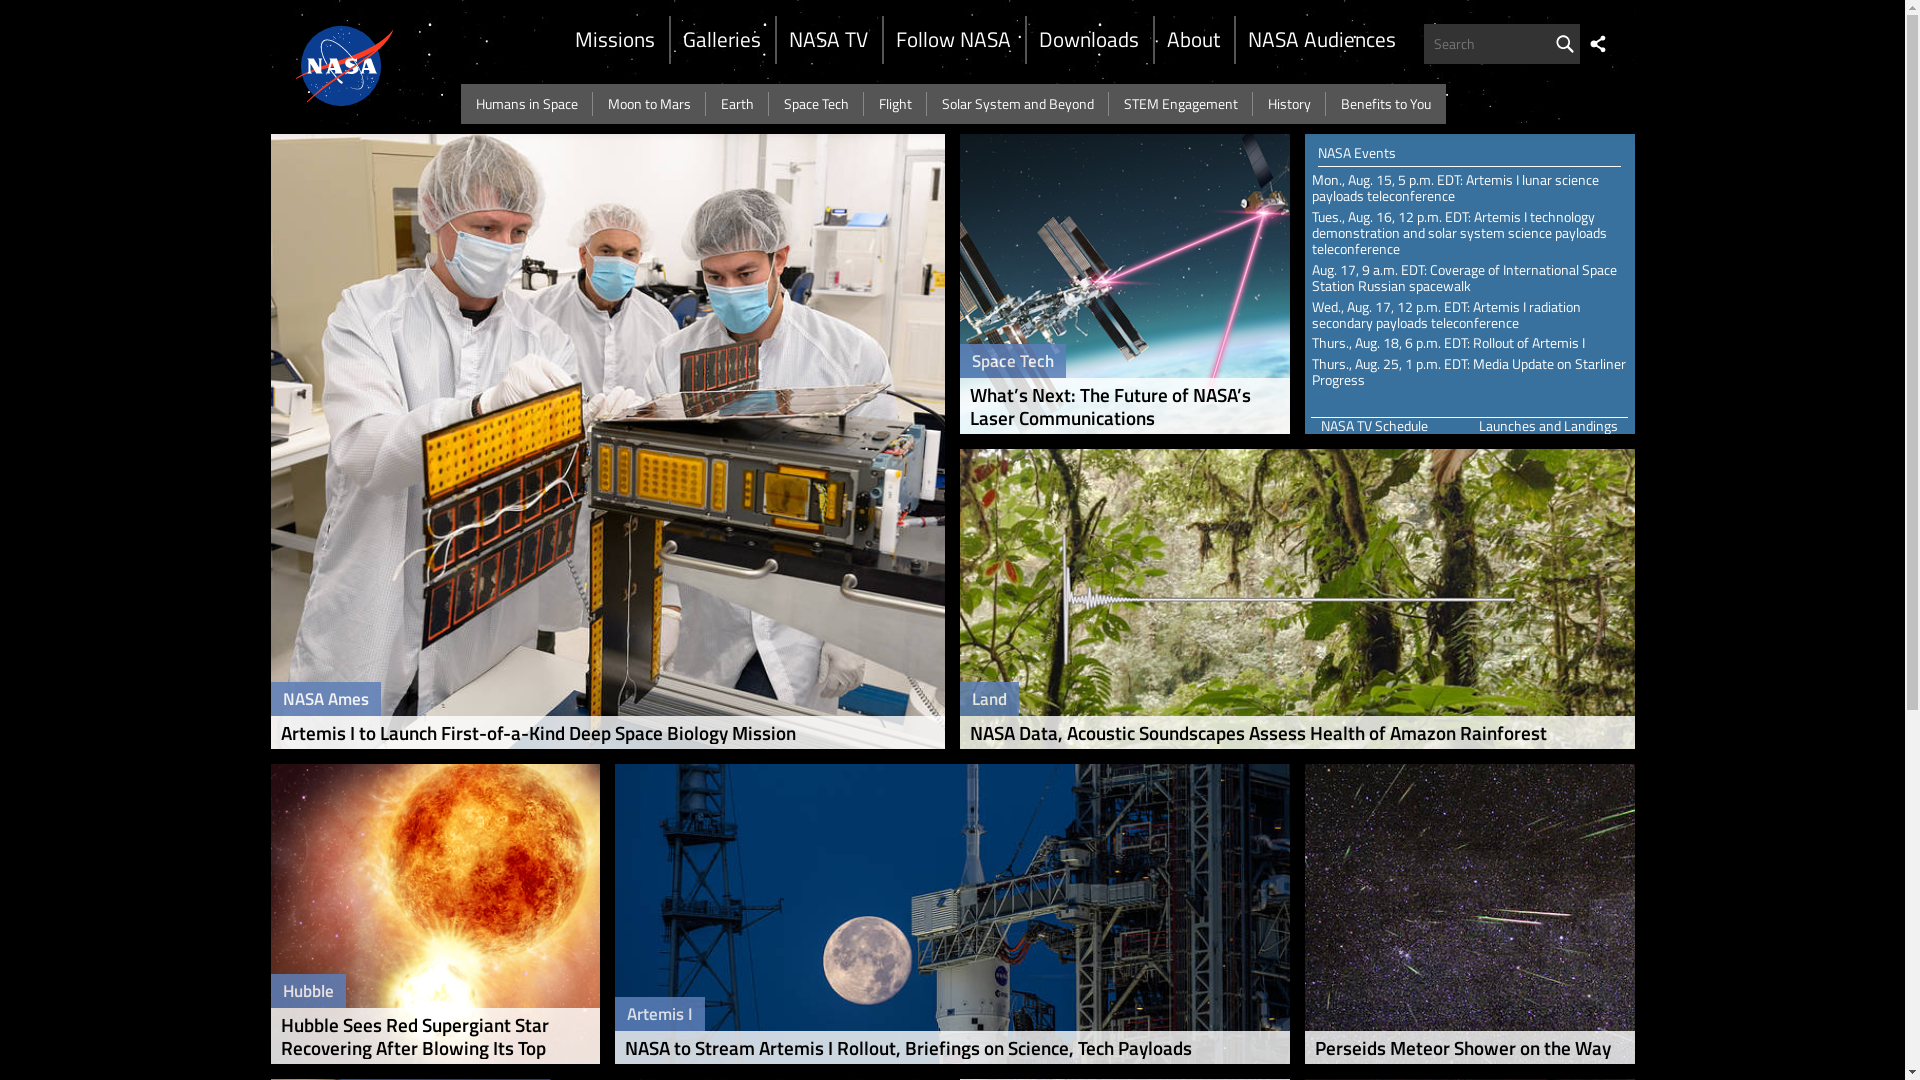 NASA
Missions
Galleries
NASA TV
Follow NASA
Downloads
About
NASA Audiences
Search
Humans in Space
Moon to Mars
Earth
Space Tech
Flight
Solar System and Beyond
STEM Engagement
History
Benefits to You
NASA Ames
Artemis I to Launch First-of-a-Kind Deep Space Biology Mission
Space Tech
What’s Next: The Future of NASA’s
Laser Communications
NASA Events
Mon., Aug. 15, 5 p.m. EDT: Artemis I lunar science
payloads teleconference
Tues., Aug. 16, 12 p.m. EDT: Artemis I technology
demonstration and solar system science payloads
teleconference
Aug. 17, 9 a.m. EDT: Coverage of International Space
Station Russian spacewalk
Wed., Aug. 17, 12 p.m. EDT: Artemis I radiation
secondary payloads teleconference
Thurs., Aug. 18, 6 p.m. EDT: Rollout of Artemis I
Thurs., Aug. 25, 1 p.m. EDT: Media Update on Starliner
Progress
NASA TV Schedule
Launches and Landings
Land
NASA Data, Acoustic Soundscapes Assess Health of Amazon Rainforest
Hubble
Hubble Sees Red Supergiant Star
Recovering After Blowing Its Top
Artemis I
NASA to Stream Artemis I Rollout, Briefings on Science, Tech Payloads
Perseids Meteor Shower on the Way